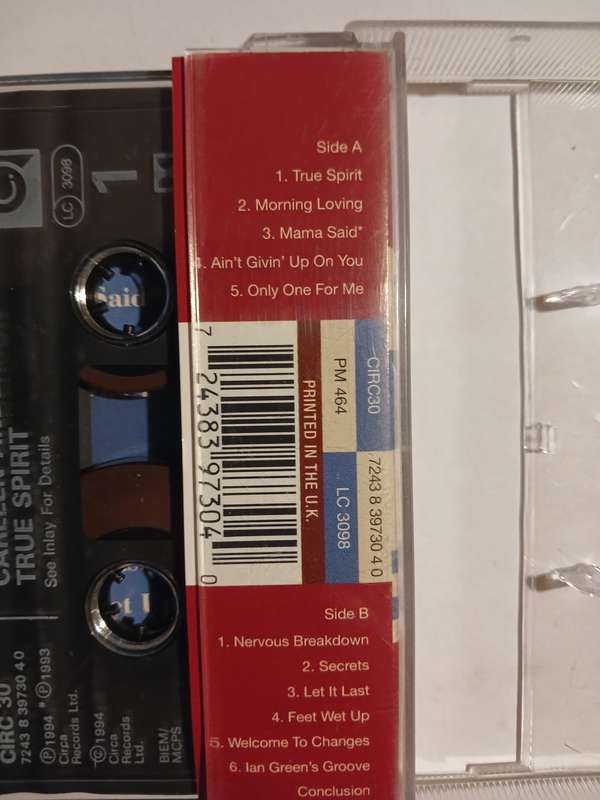 Side A
1. True Spirit
2. Morning Loving
3. Mama Said*
4. Ain't Givin' Up On You
5. Only One For Me
CIRC30
7243 8 39730 4 0
PM 464
LC 3098
PRINTED IN THE U.K.
7 24383 97304 0
Side B
1. Nervous Breakdown
2. Secrets
3. Let It Last
4. Feet Wet Up
5. Welcome To Changes
6. Ian Green's Groove
Conclusion
LC 3098
1
Said
TRUE SPIRIT
See Inlay For Details
CIRC 30
7243 8 39730 4 0
℗1994 * ℗1993
Circa
Records Ltd.
©1994
Circa
Records
Ltd.
BIEM/
MCPS